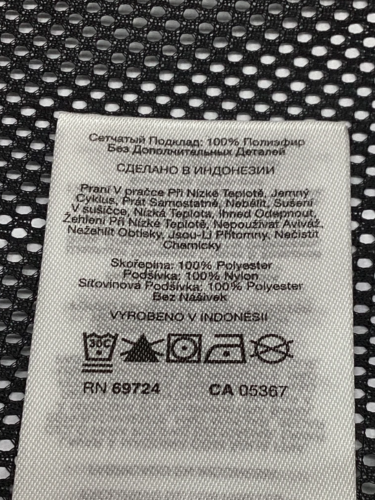 Сетчатый Подклад: 100% Полиэфир
Без Дополнительных Деталей
СДЕЛАНО В ИНДОНЕЗИИ
Praní V pračce Při Nízké Teplotě, Jemný
Cyklus, Prát Samostatně, Nebělit, Sušení
V sušičce, Nízká Teplota, Ihned Odepnout,
Žehlení Při Nízké Teplotě, Nepoužívat Aviváž,
Nežehlit Obtisky, Jsou-Li Přítomny, Nečistit
Chemicky
Skořepina: 100% Polyester
Podšívka: 100% Nylon
Síťovinová Podšívka: 100% Polyester
Bez Nášivek
VYROBENO V INDONÉSII
30C
RN 69724 CA 05367